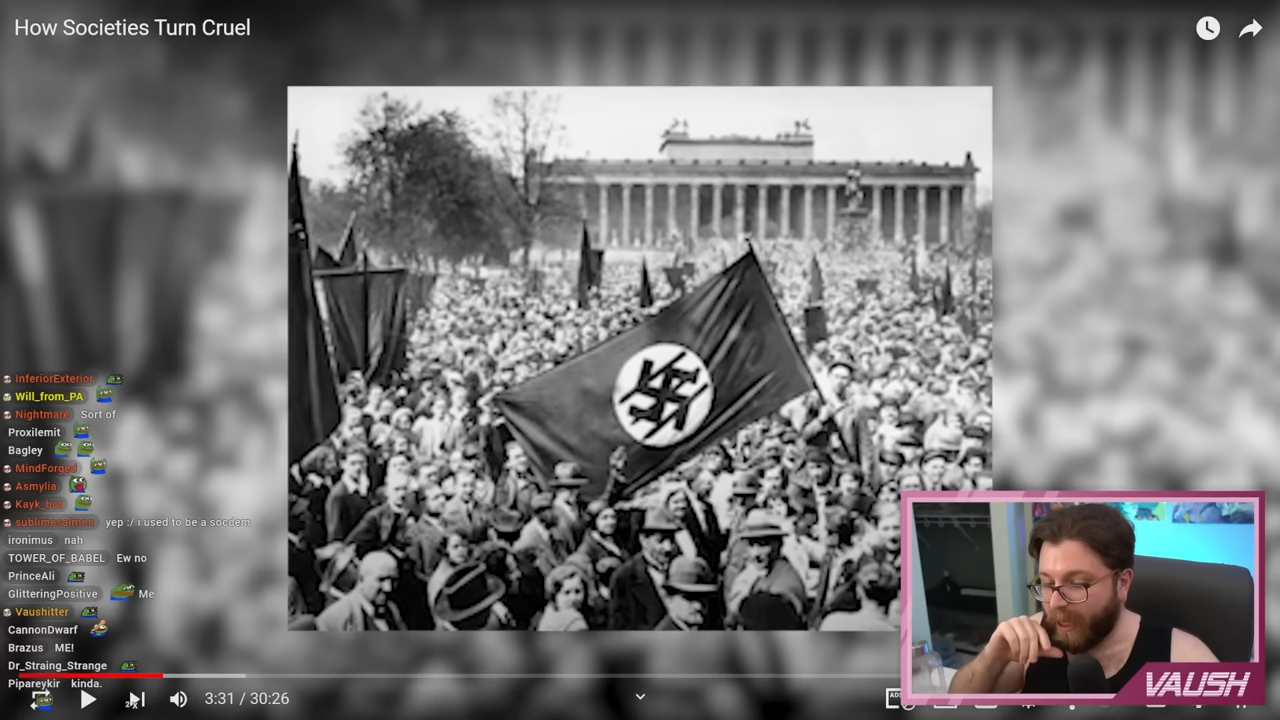 How Societies Turn Cruel
InferiorExterior
Will_from_PA
Nightmare Sort of
Proxilemit
Bagley
MindForged
Asmylia
Kayk_bot
sublimesalmon yep :/ i used to be a socdem
ironimus nah
TOWER_OF_BABEL Ew no
PrinceAli
GlitteringPositive Me
Vaushitter
CannonDwarf
Brazus ME!
Dr_Straing_Strange
Pipareykir kinda.
3:31 / 30:26
VAUSH